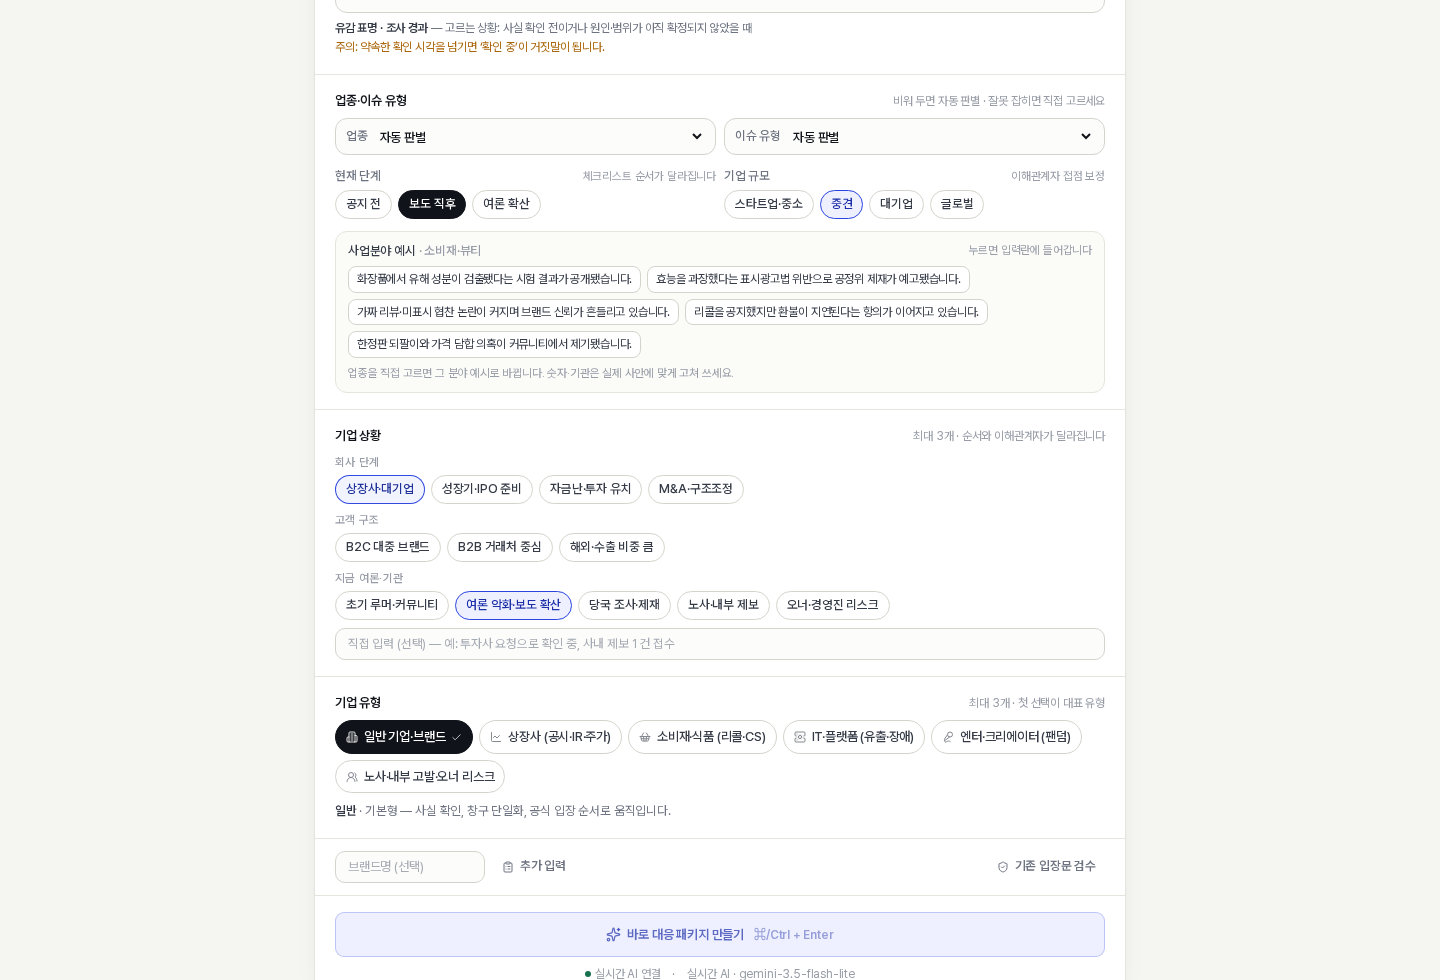 유감 표명 · 조사 경과 — 고르는 상황: 사실 확인 전이거나 원인·범위가 아직 확정되지 않았을 때
주의: 약속한 확인 시각을 넘기면 ‘확인 중’이 거짓말이 됩니다.
업종·이슈 유형 비워 두면 자동 판별 · 잘못 잡히면 직접 고르세요
업종 자동 판별 이슈 유형 자동 판별
현재 단계 체크리스트 순서가 달라집니다 기업 규모 이해관계자 접점 보정
공지 전 보도 직후 여론 확산 스타트업·중소 중견 대기업 글로벌
사업분야 예시 · 소비재·뷰티 누르면 입력란에 들어갑니다
화장품에서 유해 성분이 검출됐다는 시험 결과가 공개됐습니다. 효능을 과장했다는 표시광고법 위반으로 공정위 제재가 예고됐습니다.
가짜 리뷰·미표시 협찬 논란이 커지며 브랜드 신뢰가 흔들리고 있습니다. 리콜을 공지했지만 환불이 지연된다는 항의가 이어지고 있습니다.
한정판 되팔이와 가격 담합 의혹이 커뮤니티에서 제기됐습니다.
업종을 직접 고르면 그 분야 예시로 바뀝니다. 숫자·기관은 실제 사안에 맞게 고쳐 쓰세요.
기업 상황 최대 3개 · 순서와 이해관계자가 달라집니다
회사 단계
상장사·대기업 성장기·IPO 준비 자금난·투자 유치 M&A·구조조정
고객 구조
B2C 대중 브랜드 B2B 거래처 중심 해외·수출 비중 큼
지금 여론·기관
초기 루머·커뮤니티 여론 악화·보도 확산 당국 조사·제재 노사·내부 제보 오너·경영진 리스크
직접 입력 (선택) — 예: 투자사 요청으로 확인 중, 사내 제보 1건 접수
기업 유형 최대 3개 · 첫 선택이 대표 유형
일반 기업·브랜드 상장사 (공시·IR·주가) 소비재·식품 (리콜·CS) IT·플랫폼 (유출·장애) 엔터·크리에이터 (팬덤)
노사·내부 고발·오너 리스크
일반 · 기본형 — 사실 확인, 창구 단일화, 공식 입장 순서로 움직입니다.
브랜드명 (선택) 추가 입력 기존 입장문 검수
바로 대응 패키지 만들기 ⌘/Ctrl + Enter
실시간 AI 연결 · 실시간 AI · gemini-3.5-flash-lite